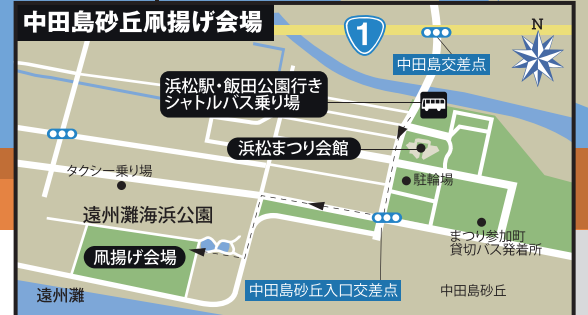 中田島砂丘凧揚げ会場
1
N
中田島交差点
浜松駅・飯田公園行き
シャトルバス乗り場
浜松まつり会館
タクシー乗り場
駐輪場
遠州灘海浜公園
まつり参加町
貸切バス発着所
凧揚げ会場
中田島砂丘入口交差点
中田島砂丘
遠州灘